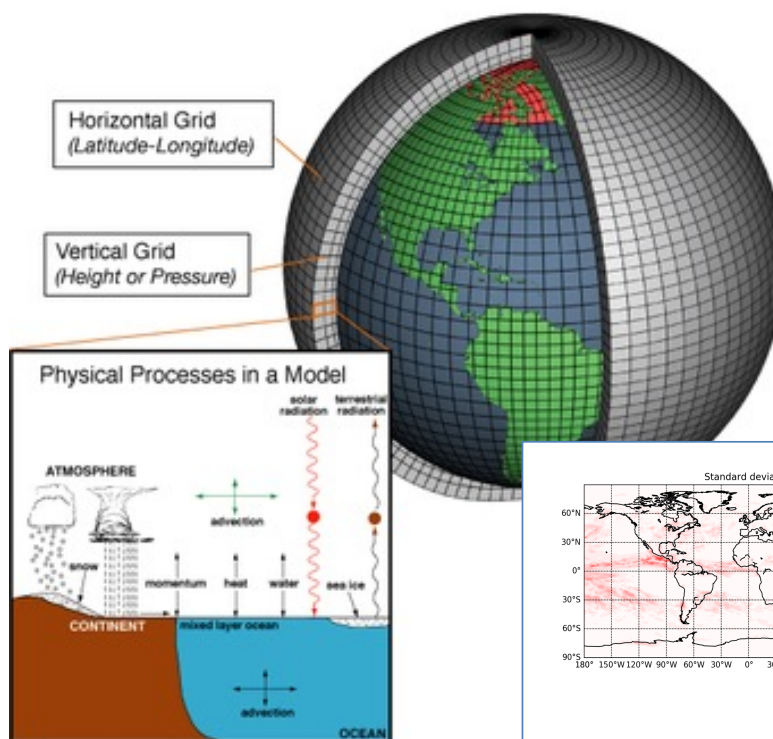 Horizontal Grid
(Latitude-Longitude)
Vertical Grid
(Height or Pressure)
Physical Processes in a Model
solar
radiation
terrestrial
radiation
ATMOSPHERE
advection
snow
momentum
heat
water
sea ice
CONTINENT
mixed layer ocean
advection
OCEAN
Standard
60°N
30°N
0°
30°S
60°S
90°S
180° 150°W 120°W 90°W 60°W 30°W 0°